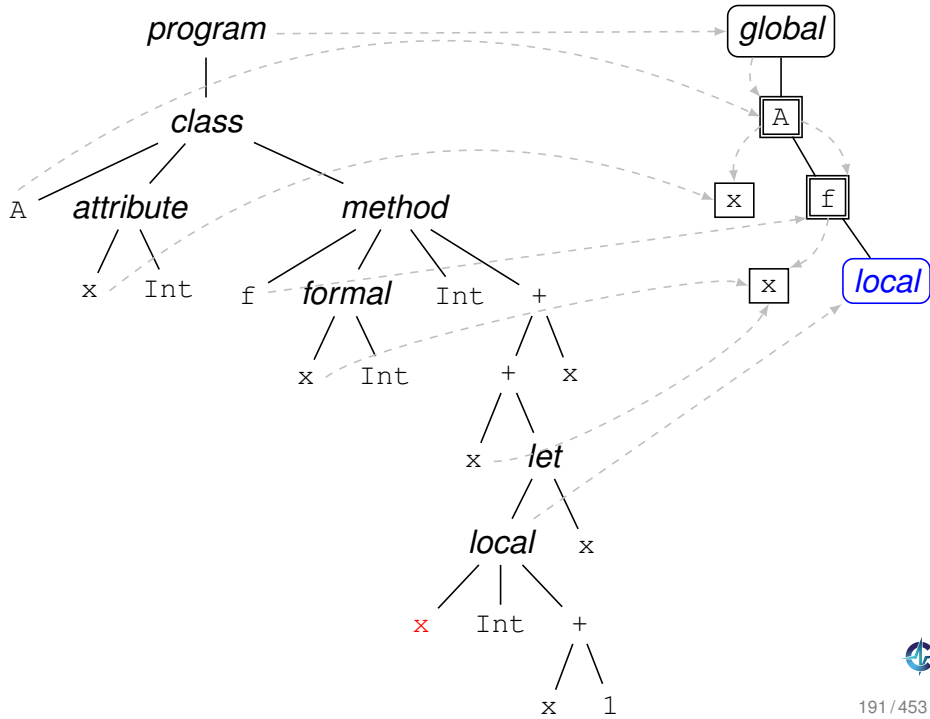 program global
class A
A attribute method x f
x Int f formal Int + x local
x Int + x
x let
local x
x Int +
x 1
191 / 453